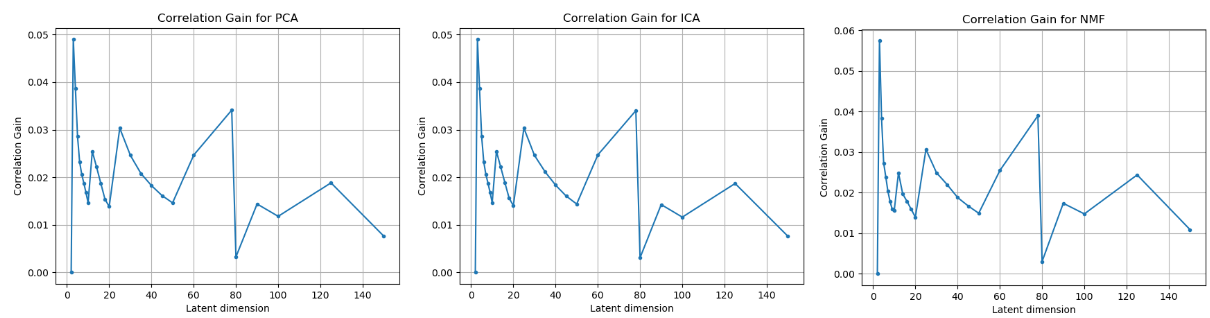 Correlation Gain for PCA
0.05
0.04
0.03
0.02
0.01
0.00
Correlation Gain
0 20 40 60 80 100 120 140
Latent dimension
Correlation Gain for ICA
0.05
0.04
0.03
0.02
0.01
0.00
Correlation Gain
0 20 40 60 80 100 120 140
Latent dimension
Correlation Gain for NMF
0.06
0.05
0.04
0.03
0.02
0.01
0.00
Correlation Gain
0 20 40 60 80 100 120 140
Latent dimension